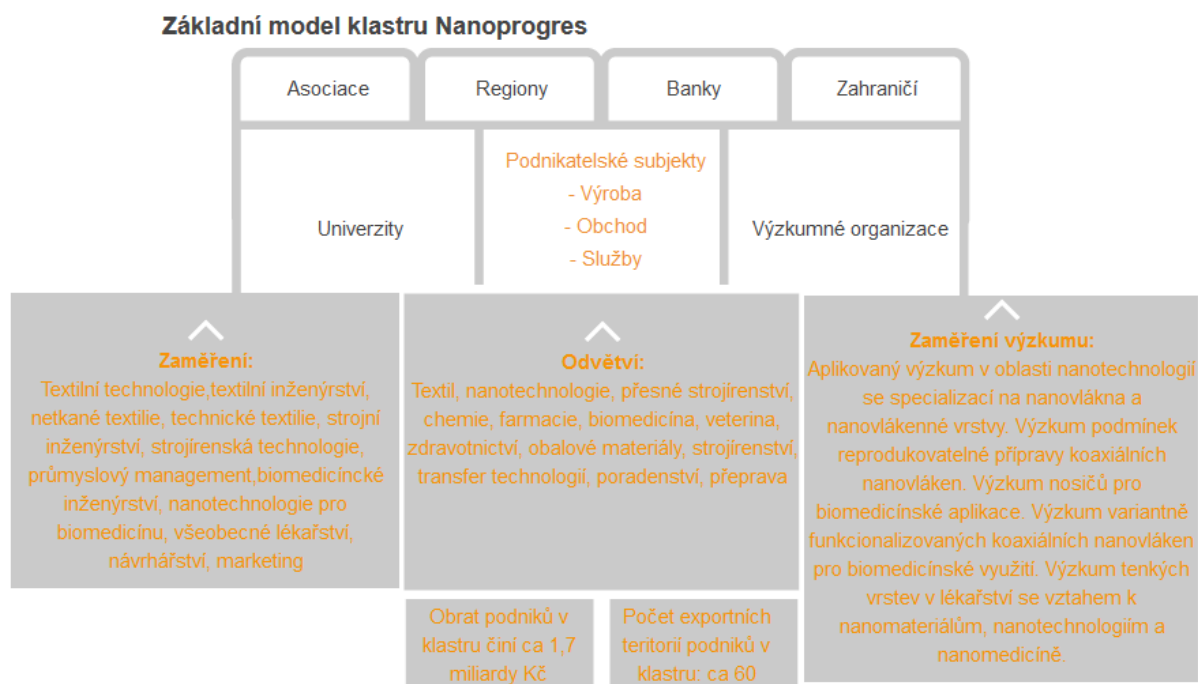 Základní model klastru Nanoprogres
Asociace
Regiony
Banky
Zahraničí
Univerzity
Podnikatelské subjekty
- Výroba
- Obchod
- Služby
Výzkumné organizace
Zaměření:
Textilní technologie,textilní inženýrství,
netkané textilie, technické textilie, strojní
inženýrství, strojírenská technologie,
průmyslový management,biomedicíncké
inženýrství, nanotechnologie pro
biomedicínu, všeobecné lékařství,
návrhářství, marketing
Odvětví:
Textil, nanotechnologie, přesné strojírenství,
chemie, farmacie, biomedicína, veterina,
zdravotnictví, obalové materiály, strojírenství,
transfer technologií, poradenství, přeprava
Obrat podniků v
klastru činí ca 1,7
miliardy Kč
Počet exportních
teritorií podniků v
klastru: ca 60
Zaměření výzkumu:
Aplikovaný výzkum v oblasti nanotechnologií
se specializací na nanovlákna a
nanovlákenné vrstvy. Výzkum podmínek
reprodukovatelné přípravy koaxiálních
nanovláken. Výzkum nosičů pro
biomedicínské aplikace. Výzkum variantně
funkcionalizovaných koaxiálních nanovláken
pro biomedicínské využití. Výzkum tenkých
vrstev v lékařství se vztahem k
nanomateriálům, nanotechnologiím a
nanomedicíně.